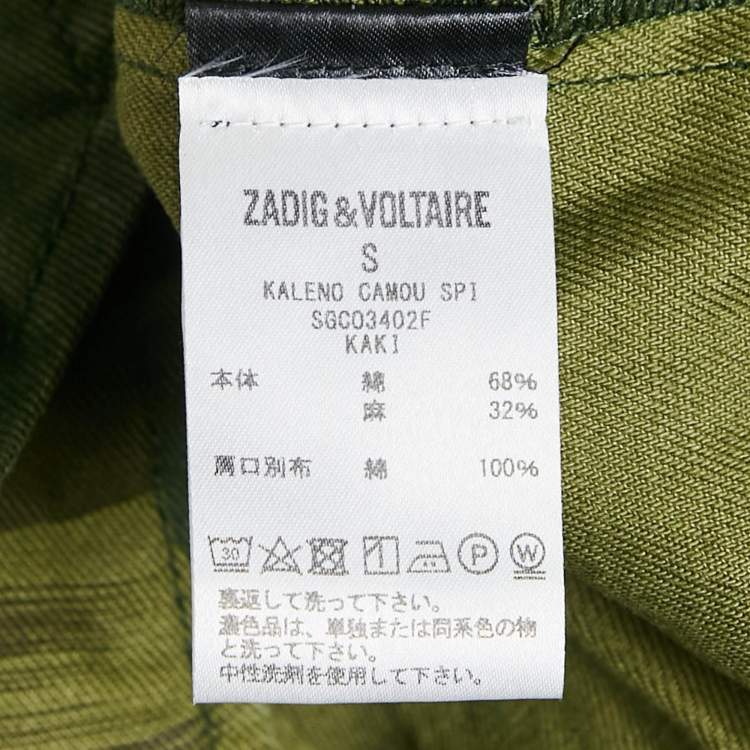 ZADIG & VOLTAIRE
S
KALENO CAMOU SPI
SGCO3402F
KAKI
本体 綿 68%
麻 32%
肩口別布 綿 100%
30 P W
裏返して洗って下さい。
濃色品は、単独または同系色の物
と洗って下さい。
中性洗剤を使用して下さい。